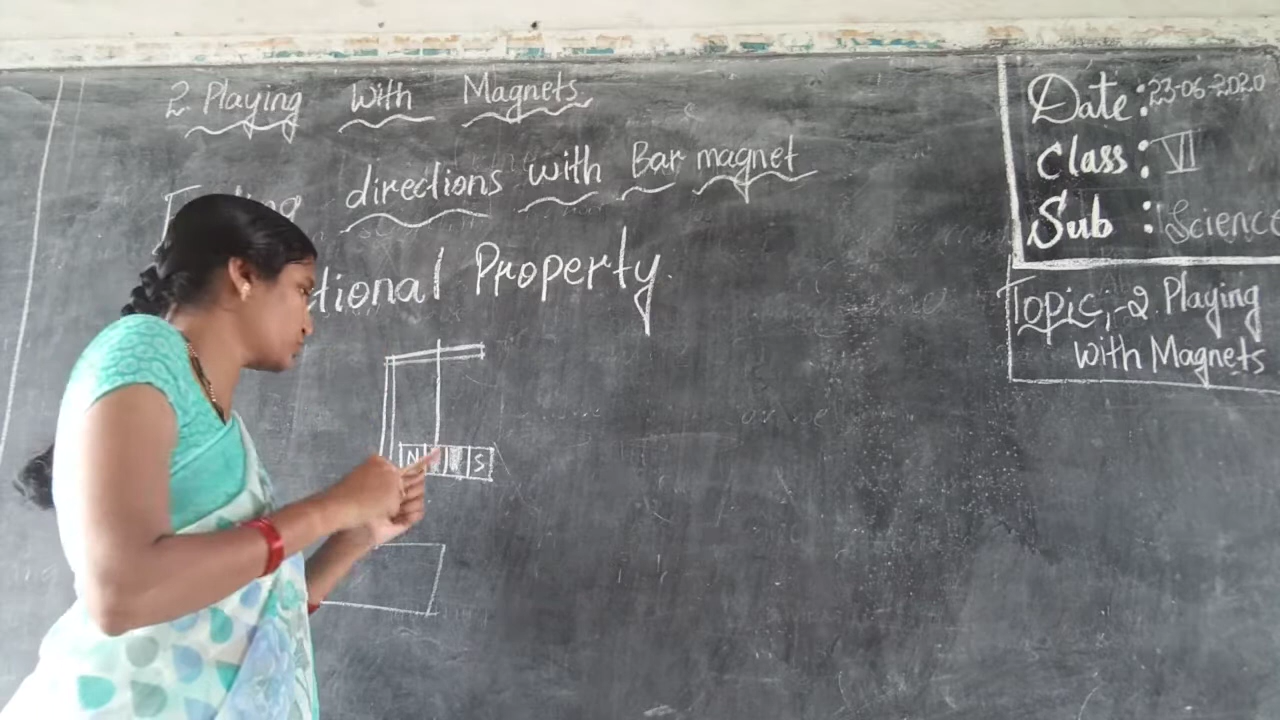 2. Playing With Magnets
directions with Bar magnet
tional Property.
N S
Date: 23-06-2020
Class: VI
Sub : Science
Topic;-2. Playing
with Magnets